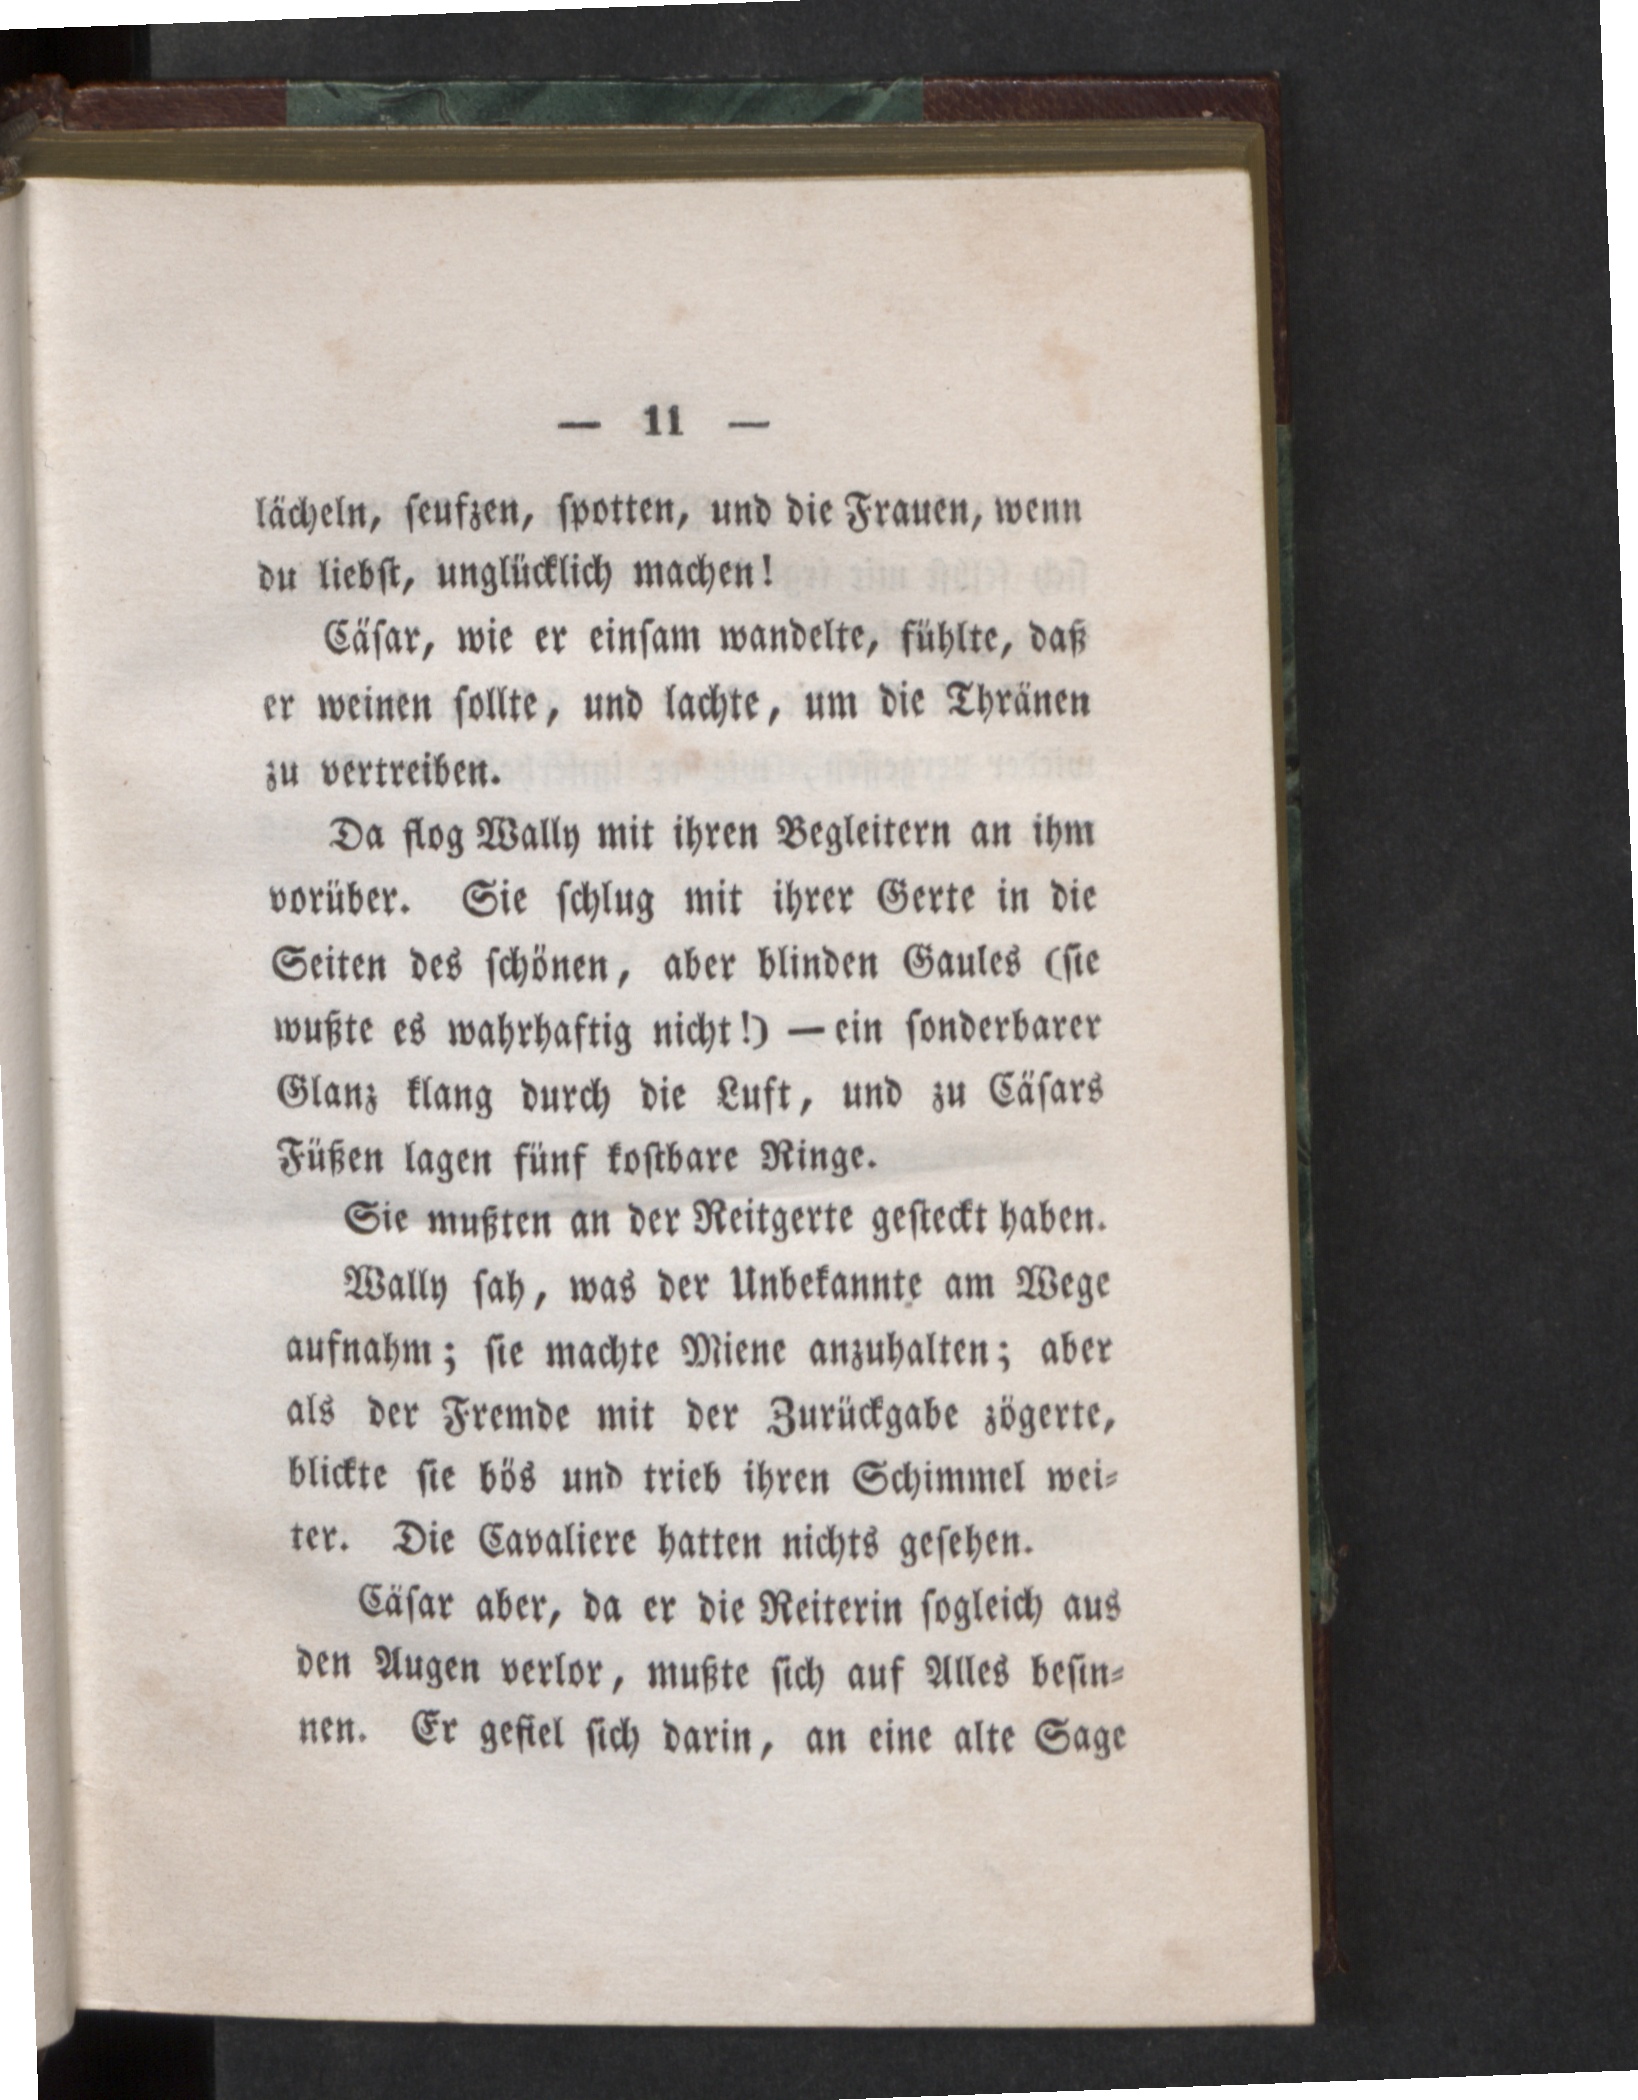 — 11 —
lächeln, ſeufzen, ſpotten, und die Frauen, wenn
du liebſt, unglücklich machen!
Cäſar, wie er einſam wandelte, fühlte, daß
er weinen ſollte, und lachte, um die Thränen
zu vertreiben.
Da flog Wally mit ihren Begleitern an ihm
vorüber. Sie ſchlug mit ihrer Gerte in die
Seiten des ſchönen, aber blinden Gaules (ſie
wußte es wahrhaftig nicht!) — ein ſonderbarer
Glanz klang durch die Luft, und zu Cäſars
Füßen lagen fünf koſtbare Ringe.
Sie mußten an der Reitgerte geſteckt haben.
Wally ſah, was der Unbekannte am Wege
aufnahm; ſie machte Miene anzuhalten; aber
als der Fremde mit der Zurückgabe zögerte,
blickte ſie bös und trieb ihren Schimmel wei⸗
ter. Die Cavaliere hatten nichts geſehen.
Cäſar aber, da er die Reiterin ſogleich aus
den Augen verlor, mußte ſich auf Alles beſin⸗
nen. Er gefiel ſich darin, an eine alte Sage